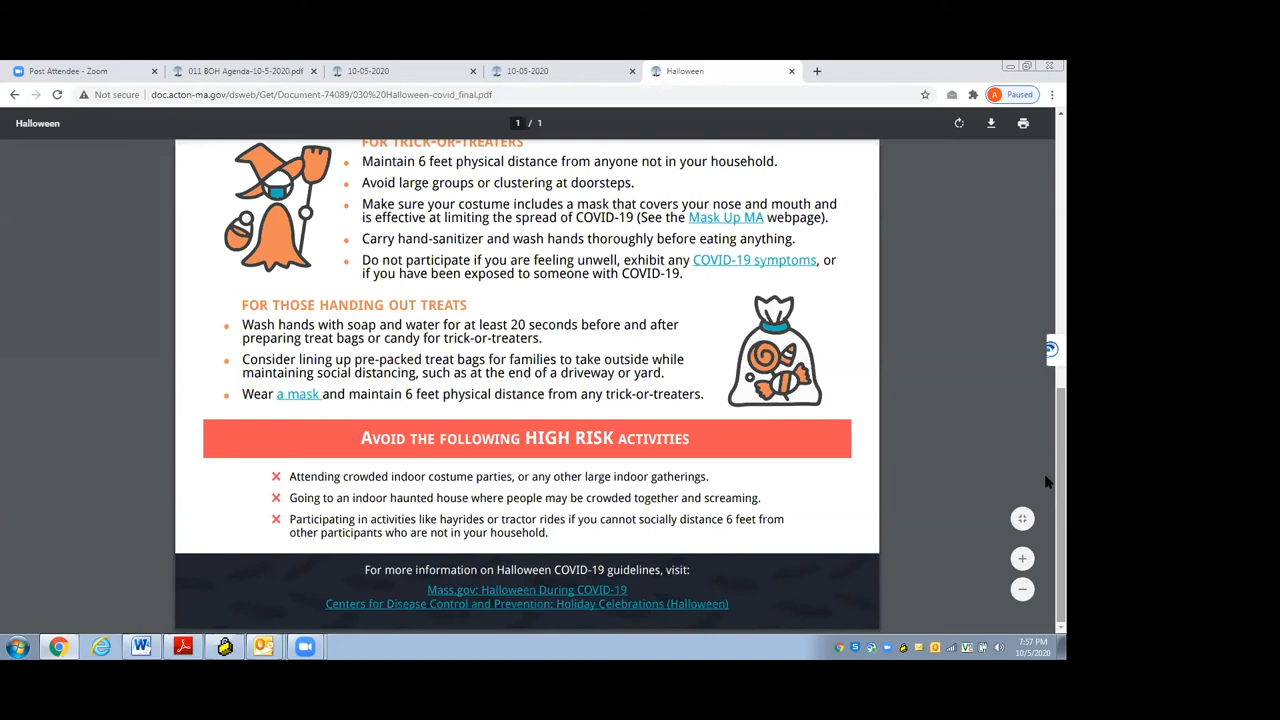 Post Attendee - Zoom
011 BOH Agenda-10-5-2020.pdf
10-05-2020
10-05-2020
Halloween
Not secure
doc.acton-ma.gov/dsweb/Get/Document-74089/030%20Halloween-covid_final.pdf
A Paused
Halloween
1 / 1
FOR TRICK-OR-TREATERS
• Maintain 6 feet physical distance from anyone not in your household.
• Avoid large groups or clustering at doorsteps.
• Make sure your costume includes a mask that covers your nose and mouth and
is effective at limiting the spread of COVID-19 (See the Mask Up MA webpage).
• Carry hand-sanitizer and wash hands thoroughly before eating anything.
• Do not participate if you are feeling unwell, exhibit any COVID-19 symptoms, or
if you have been exposed to someone with COVID-19.
FOR THOSE HANDING OUT TREATS
• Wash hands with soap and water for at least 20 seconds before and after
preparing treat bags or candy for trick-or-treaters.
• Consider lining up pre-packed treat bags for families to take outside while
maintaining social distancing, such as at the end of a driveway or yard.
• Wear a mask and maintain 6 feet physical distance from any trick-or-treaters.
AVOID THE FOLLOWING HIGH RISK ACTIVITIES
✕ Attending crowded indoor costume parties, or any other large indoor gatherings.
✕ Going to an indoor haunted house where people may be crowded together and screaming.
✕ Participating in activities like hayrides or tractor rides if you cannot socially distance 6 feet from
other participants who are not in your household.
For more information on Halloween COVID-19 guidelines, visit:
Mass.gov: Halloween During COVID-19
Centers for Disease Control and Prevention: Holiday Celebrations (Halloween)
7:57 PM
10/5/2020